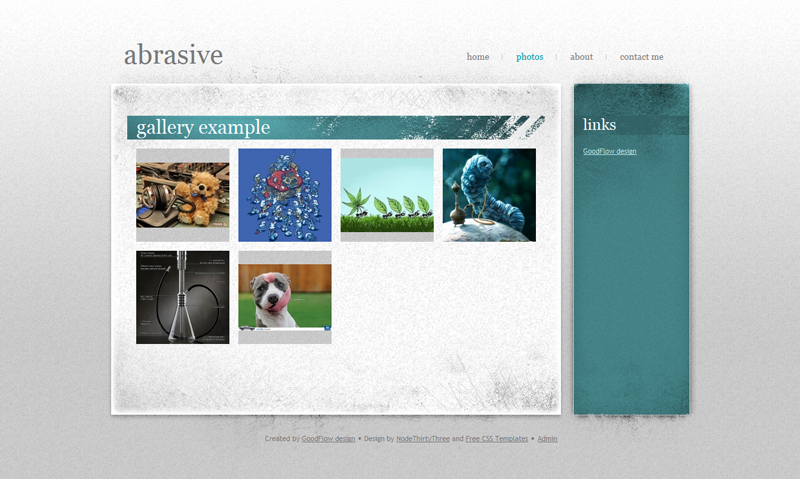 abrasive
home
photos
about
contact me
gallery example
links
GoodFlow design
Created by GoodFlow design • Design by NodeThirtyThree and Free CSS Templates • Admin